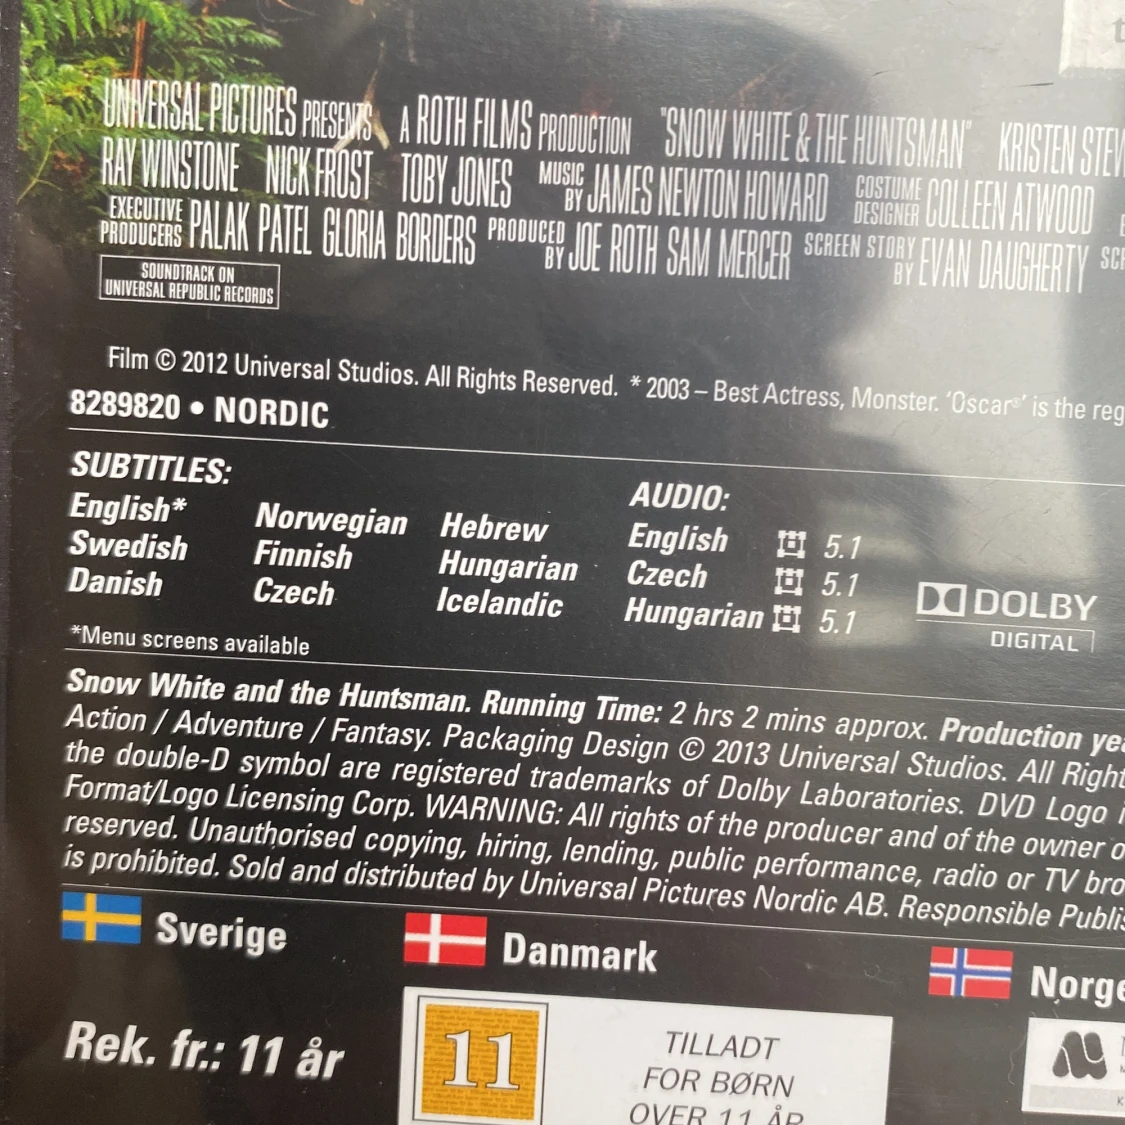 UNIVERSAL PICTURES PRESENTS A ROTH FILMS PRODUCTION "SNOW WHITE & THE HUNTSMAN" KRISTEN
RAY WINSTONE NICK FROST TOBY JONES MUSIC BY JAMES NEWTON HOWARD COSTUME DESIGNER COLLEEN ATWOOD
EXECUTIVE PRODUCERS PALAK PATEL GLORIA BORDERS PRODUCED BY JOE ROTH SAM MERCER SCREEN STORY BY EVAN DAUGHERTY
SOUNDTRACK ON
UNIVERSAL REPUBLIC RECORDS
Film © 2012 Universal Studios. All Rights Reserved. * 2003 – Best Actress, Monster. 'Oscar®' is the reg
8289820 • NORDIC
SUBTITLES:
English* Norwegian Hebrew
Swedish Finnish Hungarian
Danish Czech Icelandic
*Menu screens available
AUDIO:
English 5.1
Czech 5.1
Hungarian 5.1
DOLBY
DIGITAL
Snow White and the Huntsman. Running Time: 2 hrs 2 mins approx. Production
Action / Adventure / Fantasy. Packaging Design © 2013 Universal Studios. All
the double-D symbol are registered trademarks of Dolby Laboratories. DVD Logo
Format/Logo Licensing Corp. WARNING: All rights of the producer and of the owner
reserved. Unauthorised copying, hiring, lending, public performance, radio or TV
is prohibited. Sold and distributed by Universal Pictures Nordic AB. Responsible
Sverige Danmark Norge
Rek. fr.: 11 år
11
TILLADT
FOR BØRN
OVER 11 ÅR